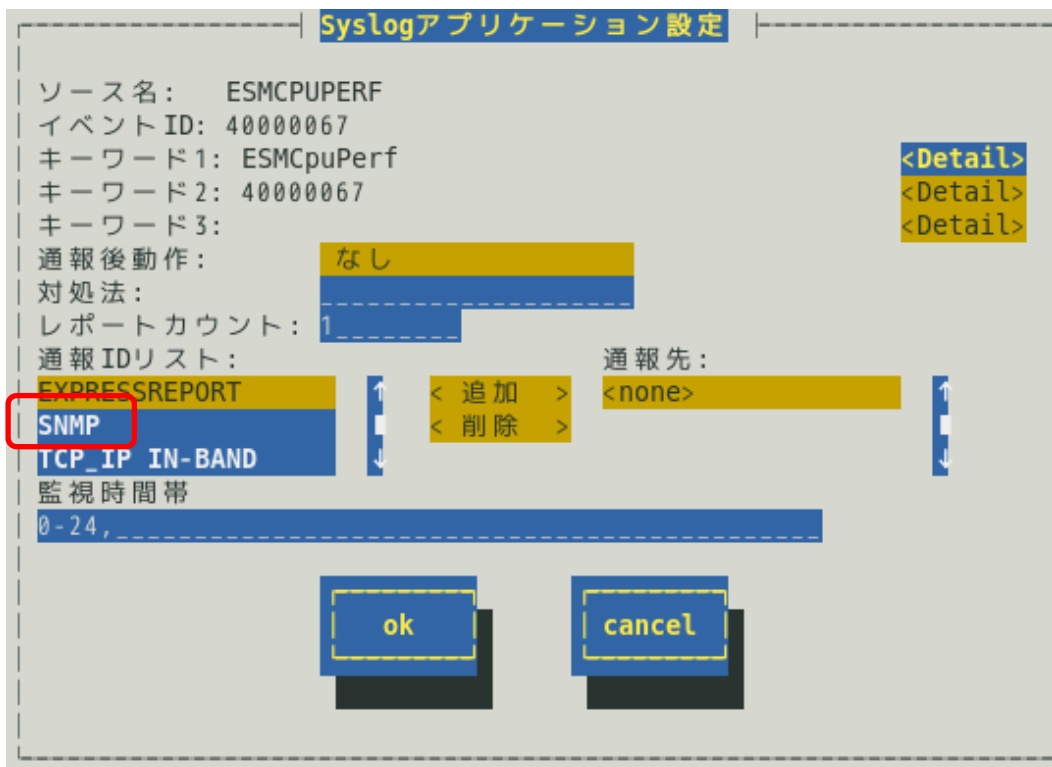 Syslogアプリケーション設定
ソース名: ESMCPUPERF
イベントID: 40000067
キーワード1: ESMCpuPerf <Detail>
キーワード2: 40000067 <Detail>
キーワード3: <Detail>
通報後動作: なし
対処法: ____________________
レポートカウント: 1________
通報IDリスト: 通報先:
EXPRESSREPORT ↑ < 追加 > <none> ↑
SNMP < 削除 >
TCP_IP IN-BAND ↓ ↓
監視時間帯
0-24,_____________________________________________
ok cancel